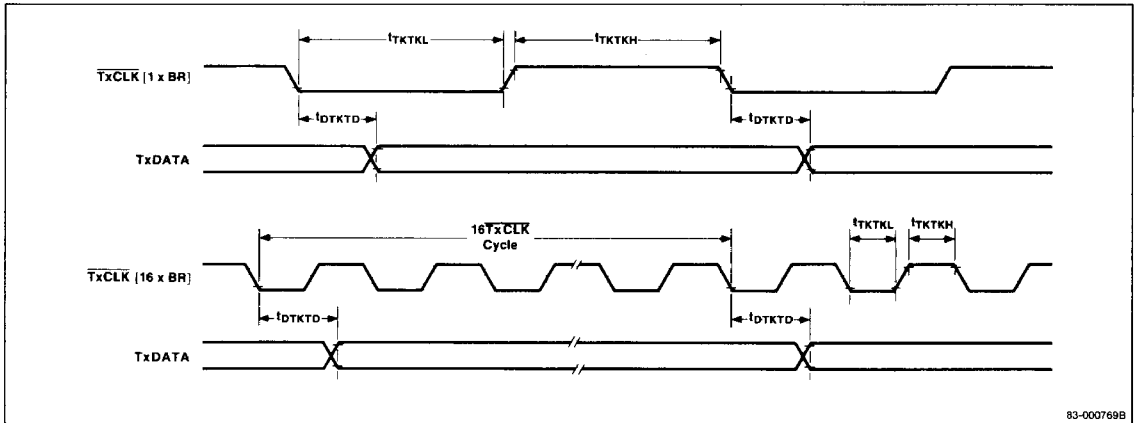 tTKTKL
tTKTKH
TxCLK [1 x BR]
tDTKTD
tDTKTD
TxDATA
16TxCLK
Cycle
tTKTKL
tTKTKH
TxCLK [16 x BR]
tDTKTD
tDTKTD
TxDATA
83-000769B